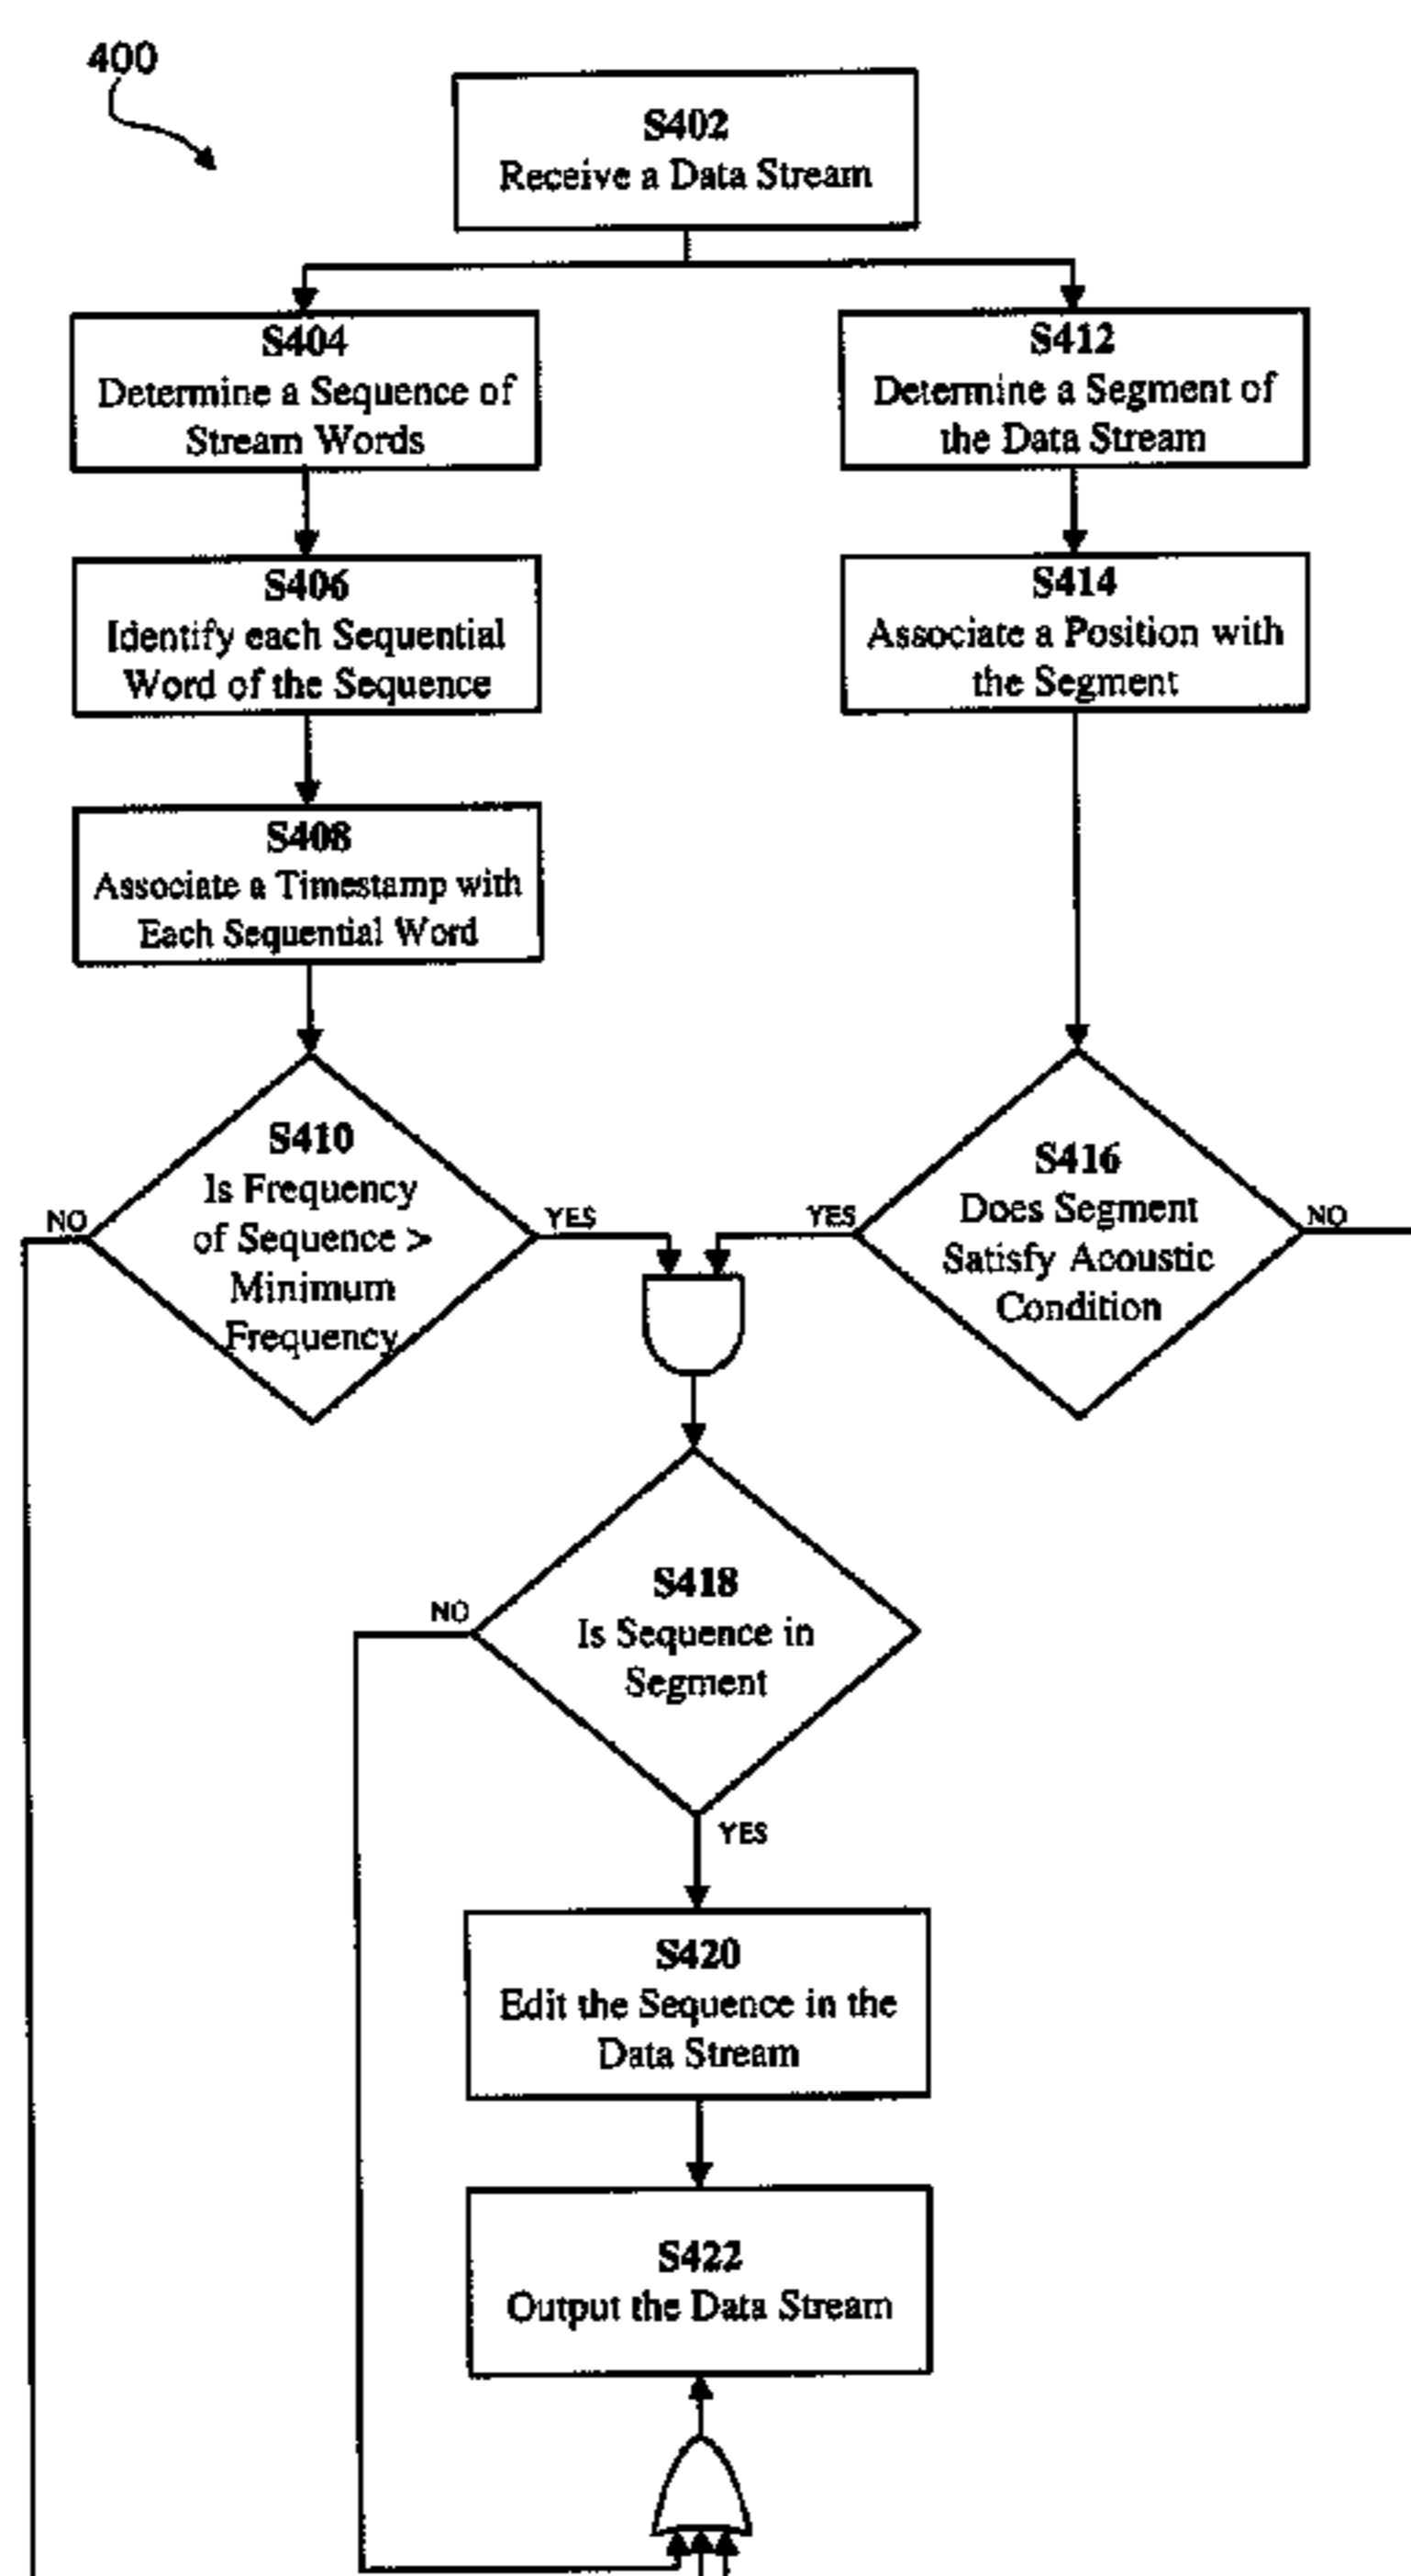 400
S402
Receive a Data Stream
S404
Determine a Sequence of
Stream Words
S412
Determine a Segment of
the Data Stream
S406
Identify each Sequential
Word of the Sequence
S414
Associate a Position with
the Segment
S408
Associate a Timestamp with
Each Sequential Word
S410
Is Frequency
of Sequence >
Minimum
Frequency
NO
YES
S416
Does Segment
Satisfy Acoustic
Condition
YES
NO
S418
Is Sequence in
Segment
NO
YES
S420
Edit the Sequence in the
Data Stream
S422
Output the Data Stream